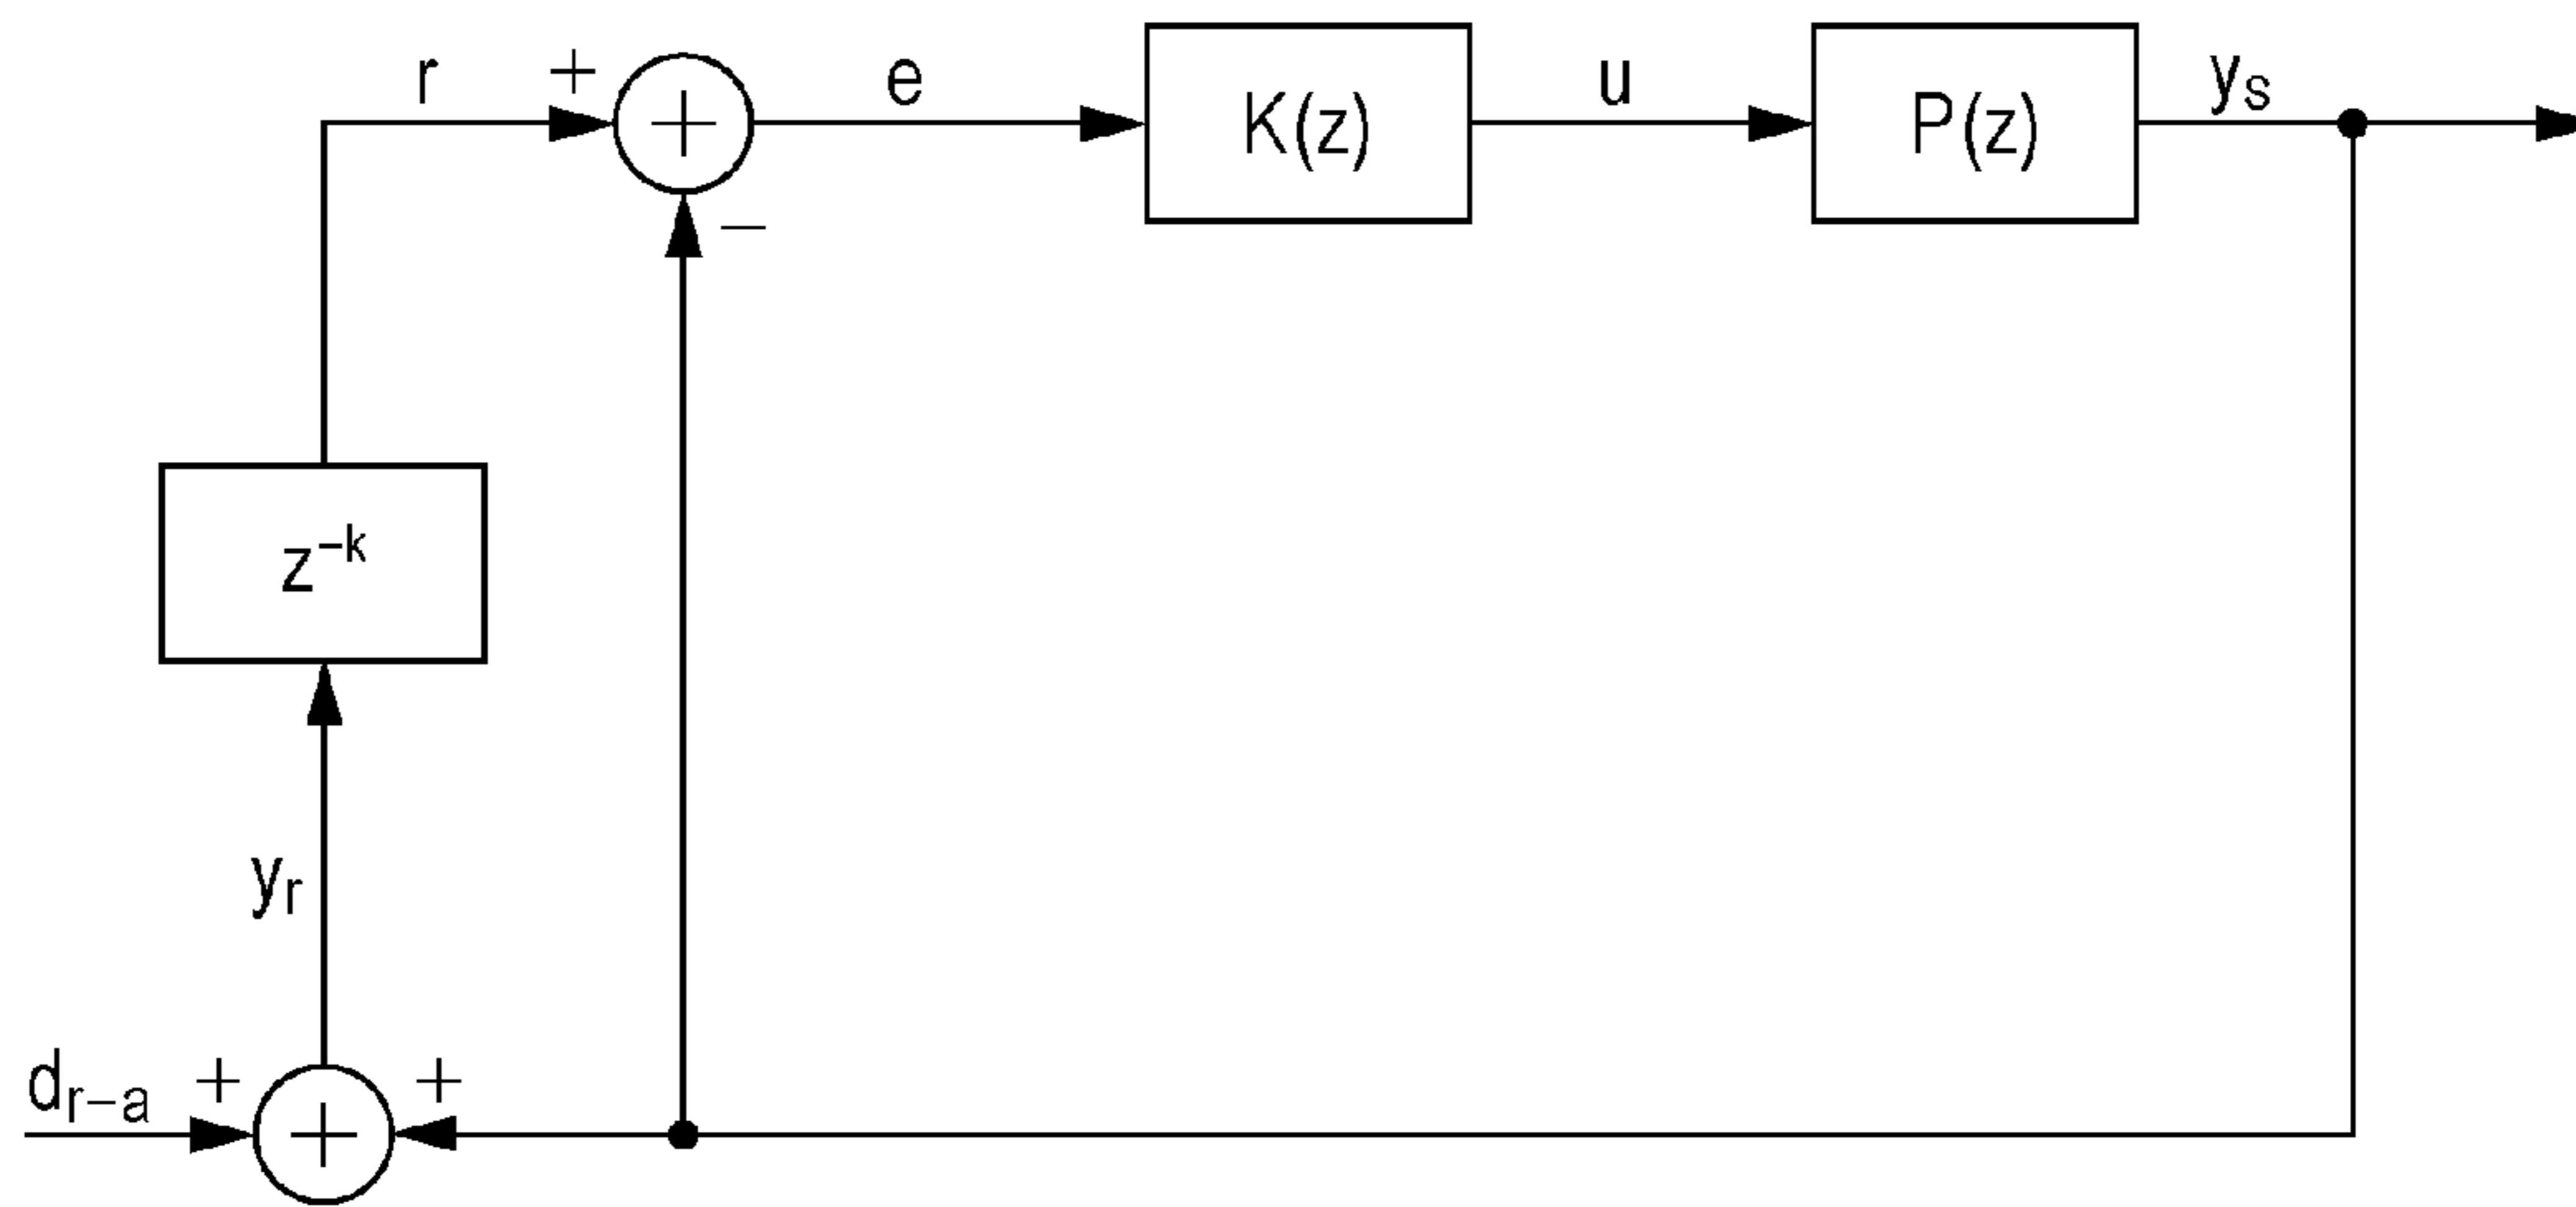 r + e K(z) u P(z) yₛ
+
−
z⁻ᵏ
yᵣ
dᵣ₋ₐ + +
+